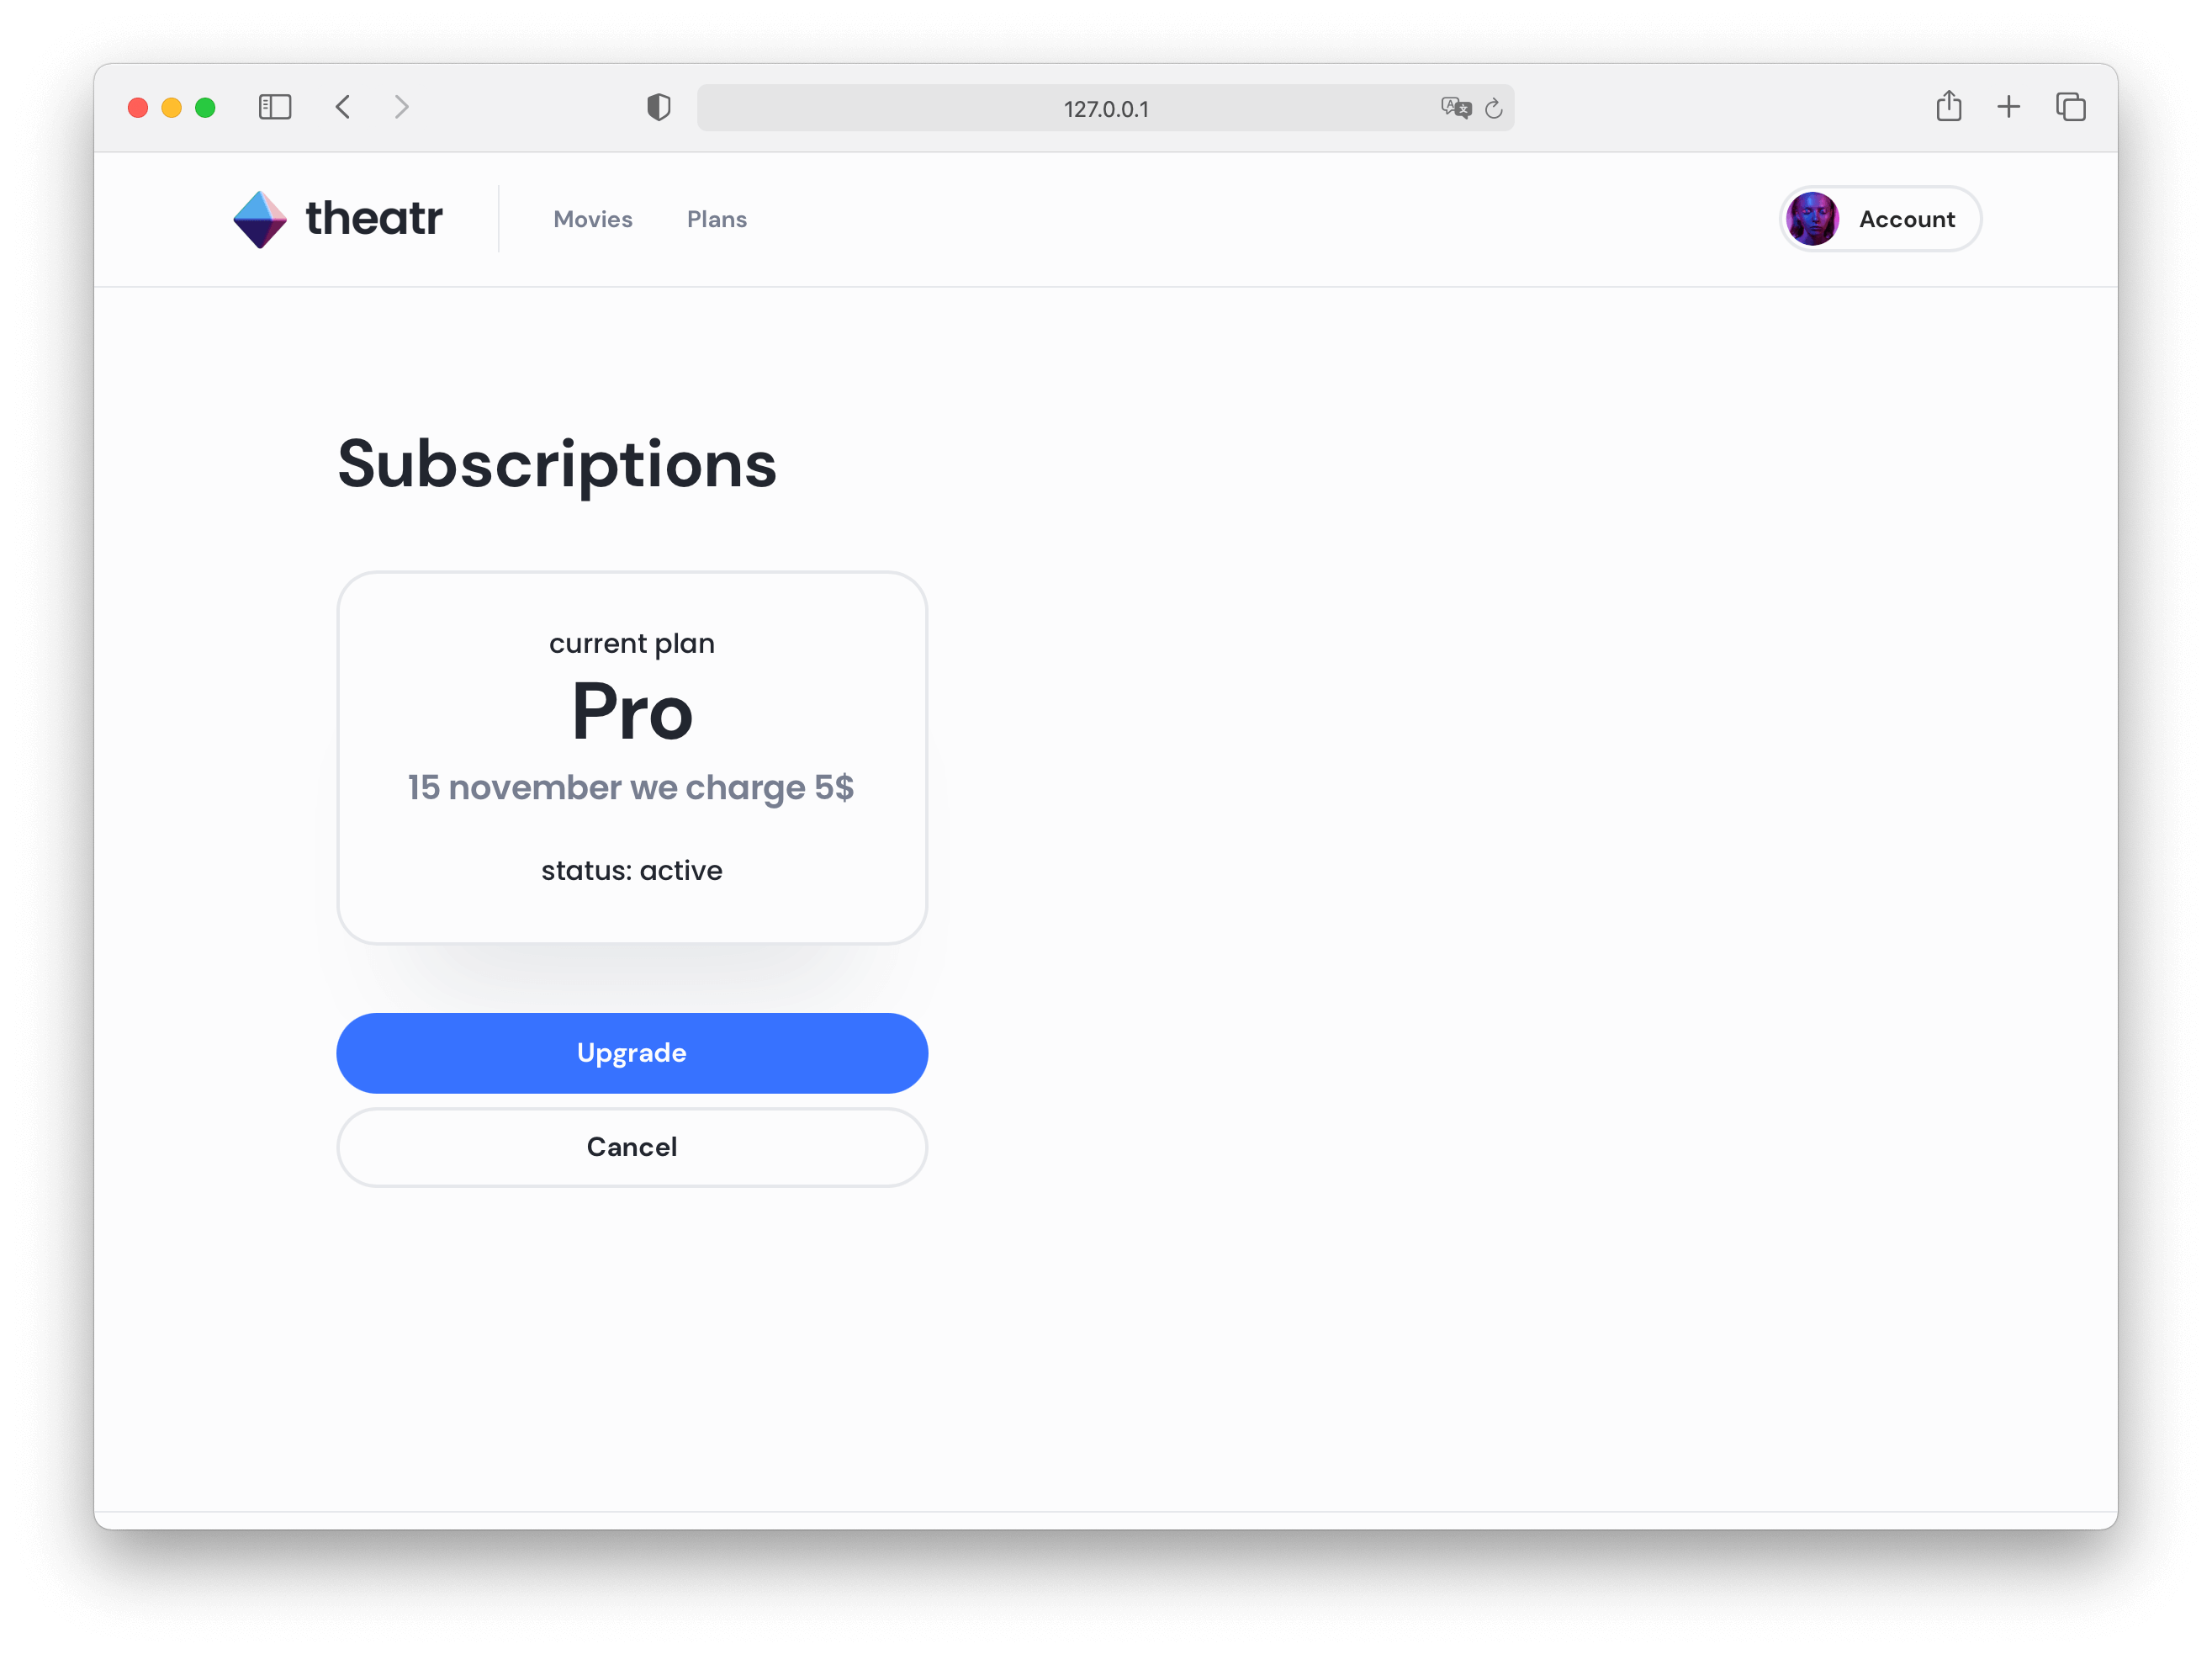 127.0.0.1
theatr
Movies
Plans
Account
Subscriptions
current plan
Pro
15 november we charge 5$
status: active
Upgrade
Cancel